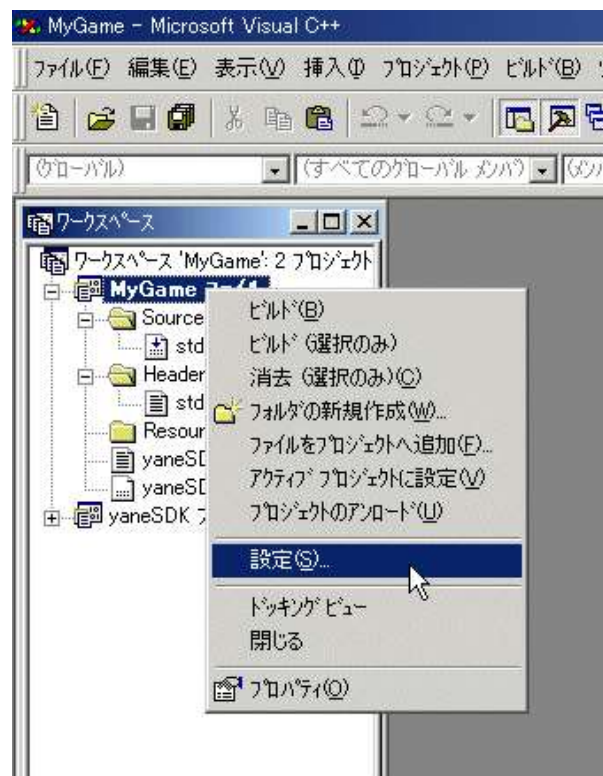 MyGame - Microsoft Visual C++
ファイル(F) 編集(E) 表示(V) 挿入(I) プロジェクト(P) ビルド(B)
(グローバル) (すべてのグローバル メンバ)
ワークスペース
ワークスペース 'MyGame': 2 プロジェクト
MyGame
Source
std
Header
std
Resour
yaneSD
yaneSD
yaneSDK
ビルド(B)
ビルド (選択のみ)
消去 (選択のみ)(C)
フォルダの新規作成(W)...
ファイルをプロジェクトへ追加(F)...
アクティブ プロジェクトに設定(V)
プロジェクトのアンロード(U)
設定(S)...
ドッキング ビュー
閉じる
プロパティ(O)